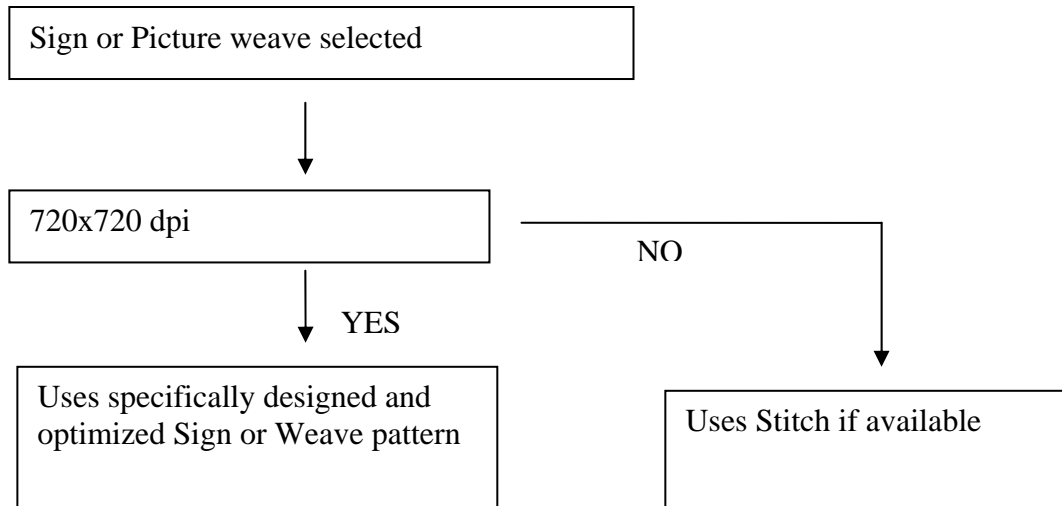 Sign or Picture weave selected
720x720 dpi
NO
YES
Uses specifically designed and
optimized Sign or Weave pattern
Uses Stitch if available